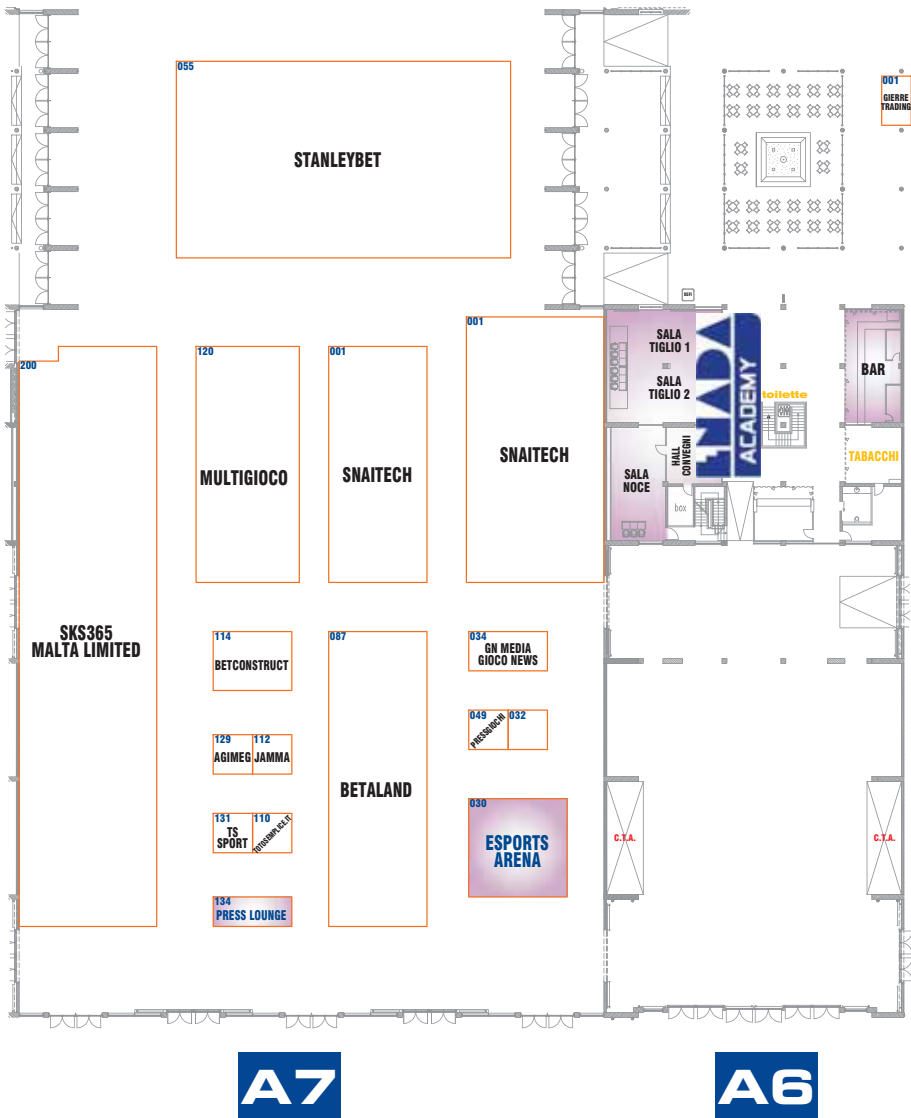 055
STANLEYBET
001
GIERRE
TRADING
200
SKS365
MALTA LIMITED
120
MULTIGIOCO
001
SNAITECH
001
SNAITECH
SALA
TIGLIO 1
SALA
TIGLIO 2
ENADA
ACADEMY
toilette
BAR
TABACCHI
SALA
NOCE
HALL
CONVEGNI
box
114
BETCONSTRUCT
087
BETALAND
034
GN MEDIA
GIOCO NEWS
049
PRESSGIOCHI
032
129
AGIMEG
112
JAMMA
131
TS
SPORT
110
TOTOSEMPLICE.IT
134
PRESS LOUNGE
030
ESPORTS
ARENA
C.T.A.
C.T.A.
A7
A6